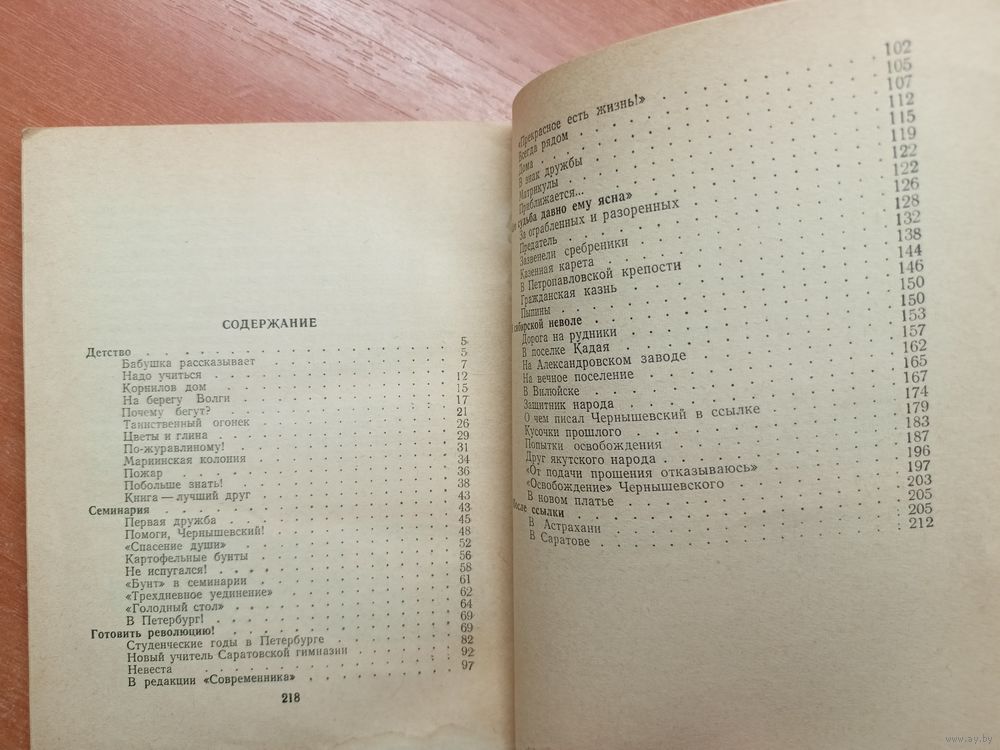 СОДЕРЖАНИЕ
Детство 5
Бабушка рассказывает 5
Надо учиться 7
Корнилов дом 12
На берегу Волги 15
Почему бегут? 17
Таинственный огонек 21
Цветы и глина 26
По-журавлиному! 29
Мариинская колония 31
Пожар 34
Побольше знать! 36
Книга — лучший друг 38
Семинария 43
Первая дружба 43
Помоги, Чернышевский! 45
«Спасение души» 48
Картофельные бунты 52
Не испугался! 56
«Бунт» в семинарии 58
«Трехдневное уединение» 61
«Голодный стол» 62
В Петербург! 64
Готовить революцию! 69
Студенческие годы в Петербурге 69
Новый учитель Саратовской гимназии 82
Невеста 92
В редакции «Современника» 97
218
«Прекрасное есть жизнь!» 102
Всегда рядом 105
Дома 107
В знак дружбы 112
Матрикулы 115
Приближается... 119
судьба давно ему ясна» 122
За ограбленных и разоренных 122
Предатель 126
Зазвенели сребреники 128
Казенная карета 132
В Петропавловской крепости 138
Гражданская казнь 144
Пыпины 146
сибирской неволе 150
Дорога на рудники 150
В поселке Кадая 153
На Александровском заводе 157
На вечное поселение 162
В Вилюйске 165
Защитник народа 167
О чем писал Чернышевский в ссылке 174
Кусочки прошлого 179
Попытки освобождения 183
Друг якутского народа 187
«От подачи прошения отказываюсь» 196
«Освобождение» Чернышевского 197
В новом платье 203
После ссылки 205
В Астрахани 205
В Саратове 212
www.ay.by